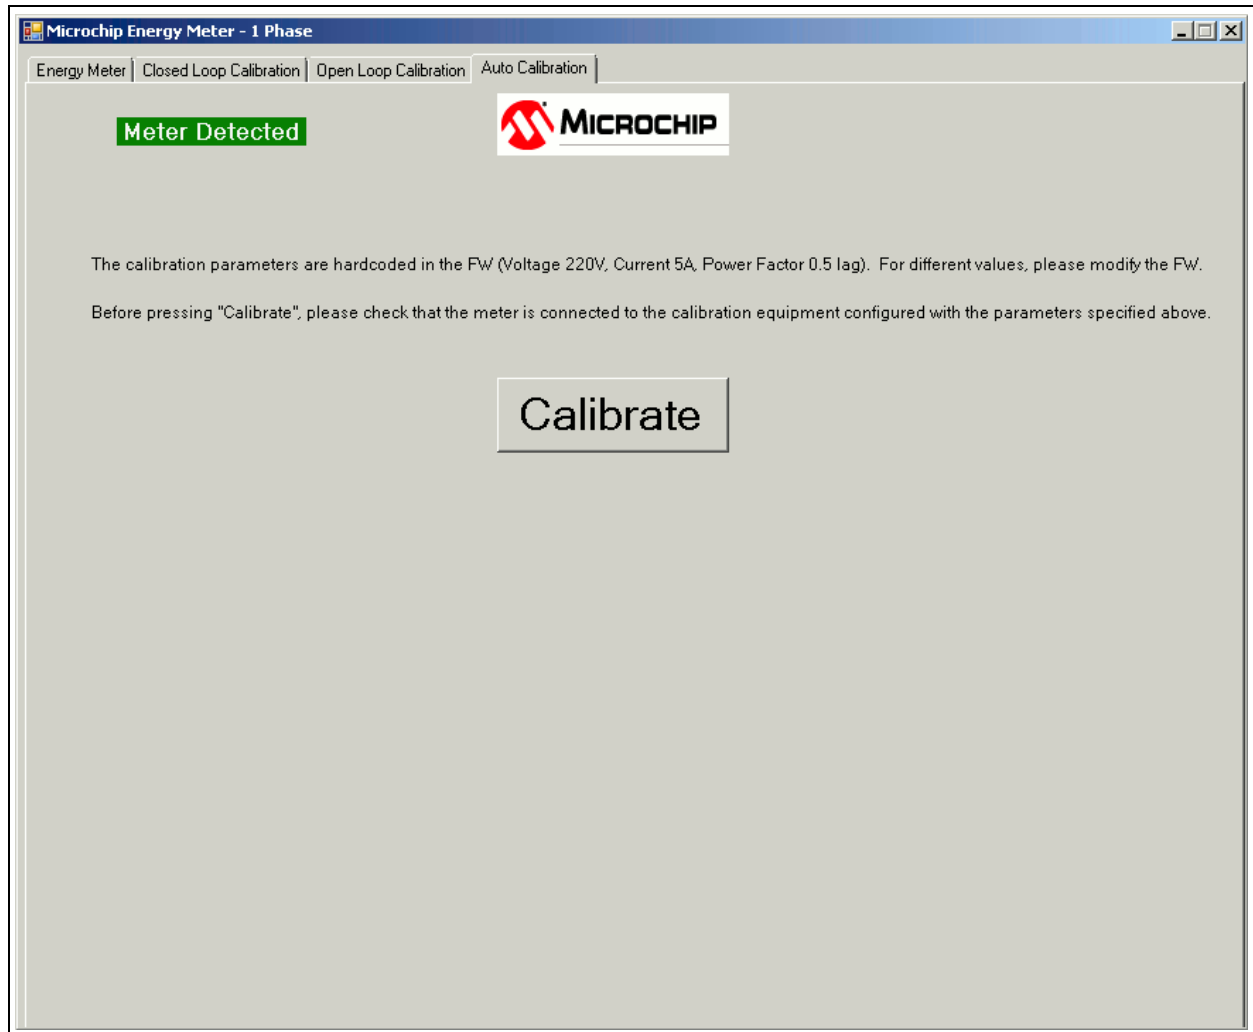 Microchip Energy Meter - 1 Phase
Energy Meter Closed Loop Calibration Open Loop Calibration Auto Calibration
Meter Detected
MICROCHIP
The calibration parameters are hardcoded in the FW (Voltage 220V, Current 5A, Power Factor 0.5 lag).  For different values, please modify the FW.
Before pressing "Calibrate", please check that the meter is connected to the calibration equipment configured with the parameters specified above.
Calibrate